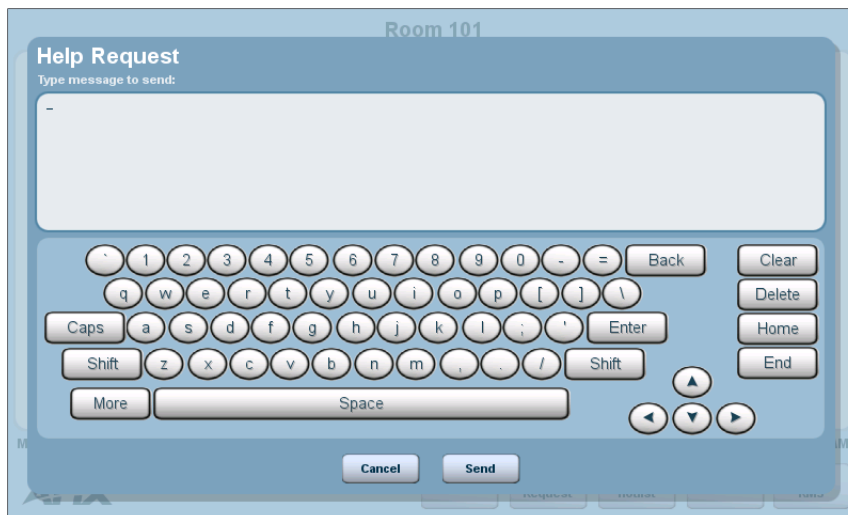 Room 101
Help Request
Type message to send:
_
` 1 2 3 4 5 6 7 8 9 0 - = Back Clear
q w e r t y u i o p [ ] \ Delete
Caps a s d f g h j k l ; ' Enter Home
Shift z x c v b n m , . / Shift End
More Space
Cancel Send
Request